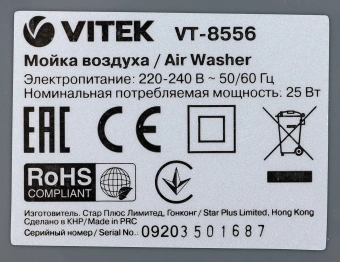 VITEK VT-8556
Мойка воздуха / Air Washer
Электропитание: 220-240 В ~ 50/60 Гц
Номинальная потребляемая мощность: 25 Вт
EAC CE
RoHS
COMPLIANT
Изготовитель. Стар Плюс Лимитед, Гонконг/ Star Plus Limited, Hong Kong
Сделано в КНР/ Made in PRC
Серийный номер/ Serial No.: 09203501687